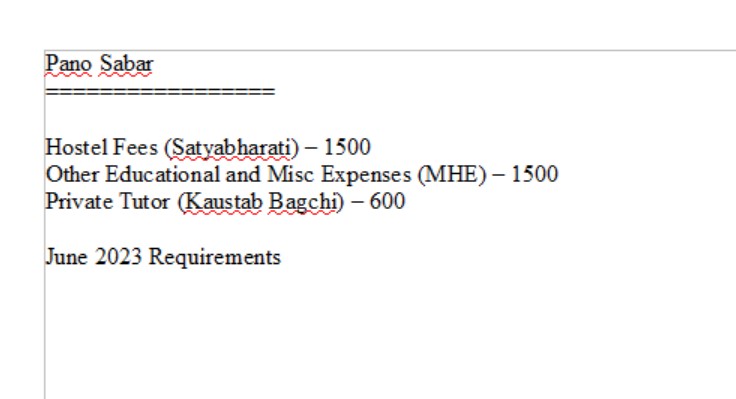 Pano Sabar
=================
Hostel Fees (Satyabharati) – 1500
Other Educational and Misc Expenses (MHE) – 1500
Private Tutor (Kaustab Bagchi) – 600
June 2023 Requirements